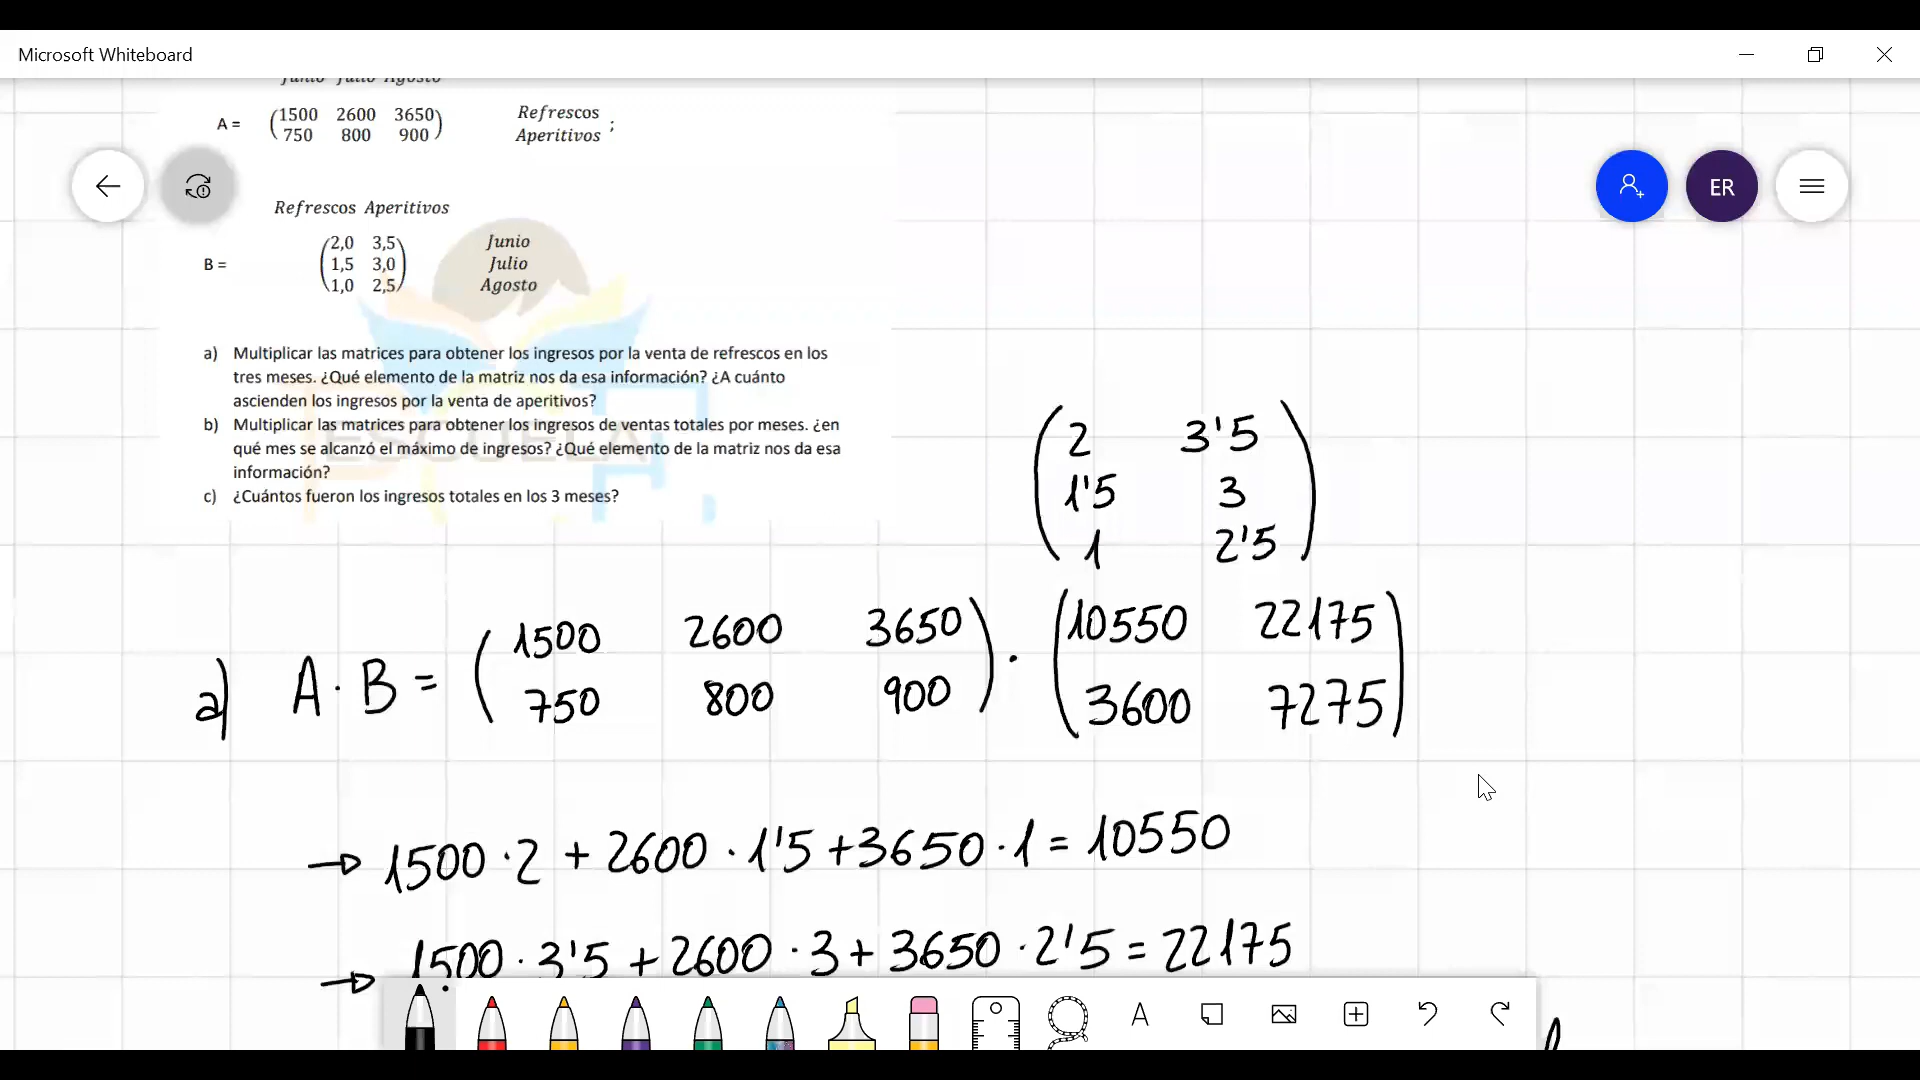 Microsoft Whiteboard
Junio Julio Agosto
A = (1500 2600 3650) Refrescos
(750 800 900) Aperitivos ;
ER
Refrescos Aperitivos
(2,0 3,5) Junio
B = 1,5 3,0 Julio
(1,0 2,5) Agosto
a) Multiplicar las matrices para obtener los ingresos por la venta de refrescos en los
tres meses. ¿Qué elemento de la matriz nos da esa información? ¿A cuánto
ascienden los ingresos por la venta de aperitivos?
b) Multiplicar las matrices para obtener los ingresos de ventas totales por meses. ¿en
qué mes se alcanzó el máximo de ingresos? ¿Qué elemento de la matriz nos da esa
información?
c) ¿Cuántos fueron los ingresos totales en los 3 meses?
ESCUELA
2 3'5
1'5 3
1 2'5
a) A · B = (1500 2600 3650) · (10550 22175)
(750 800 900) (3600 7275)
→ 1500 · 2 + 2600 · 1'5 + 3650 · 1 = 10550
→ 1500 · 3'5 + 2600 · 3 + 3650 · 2'5 = 22175
A